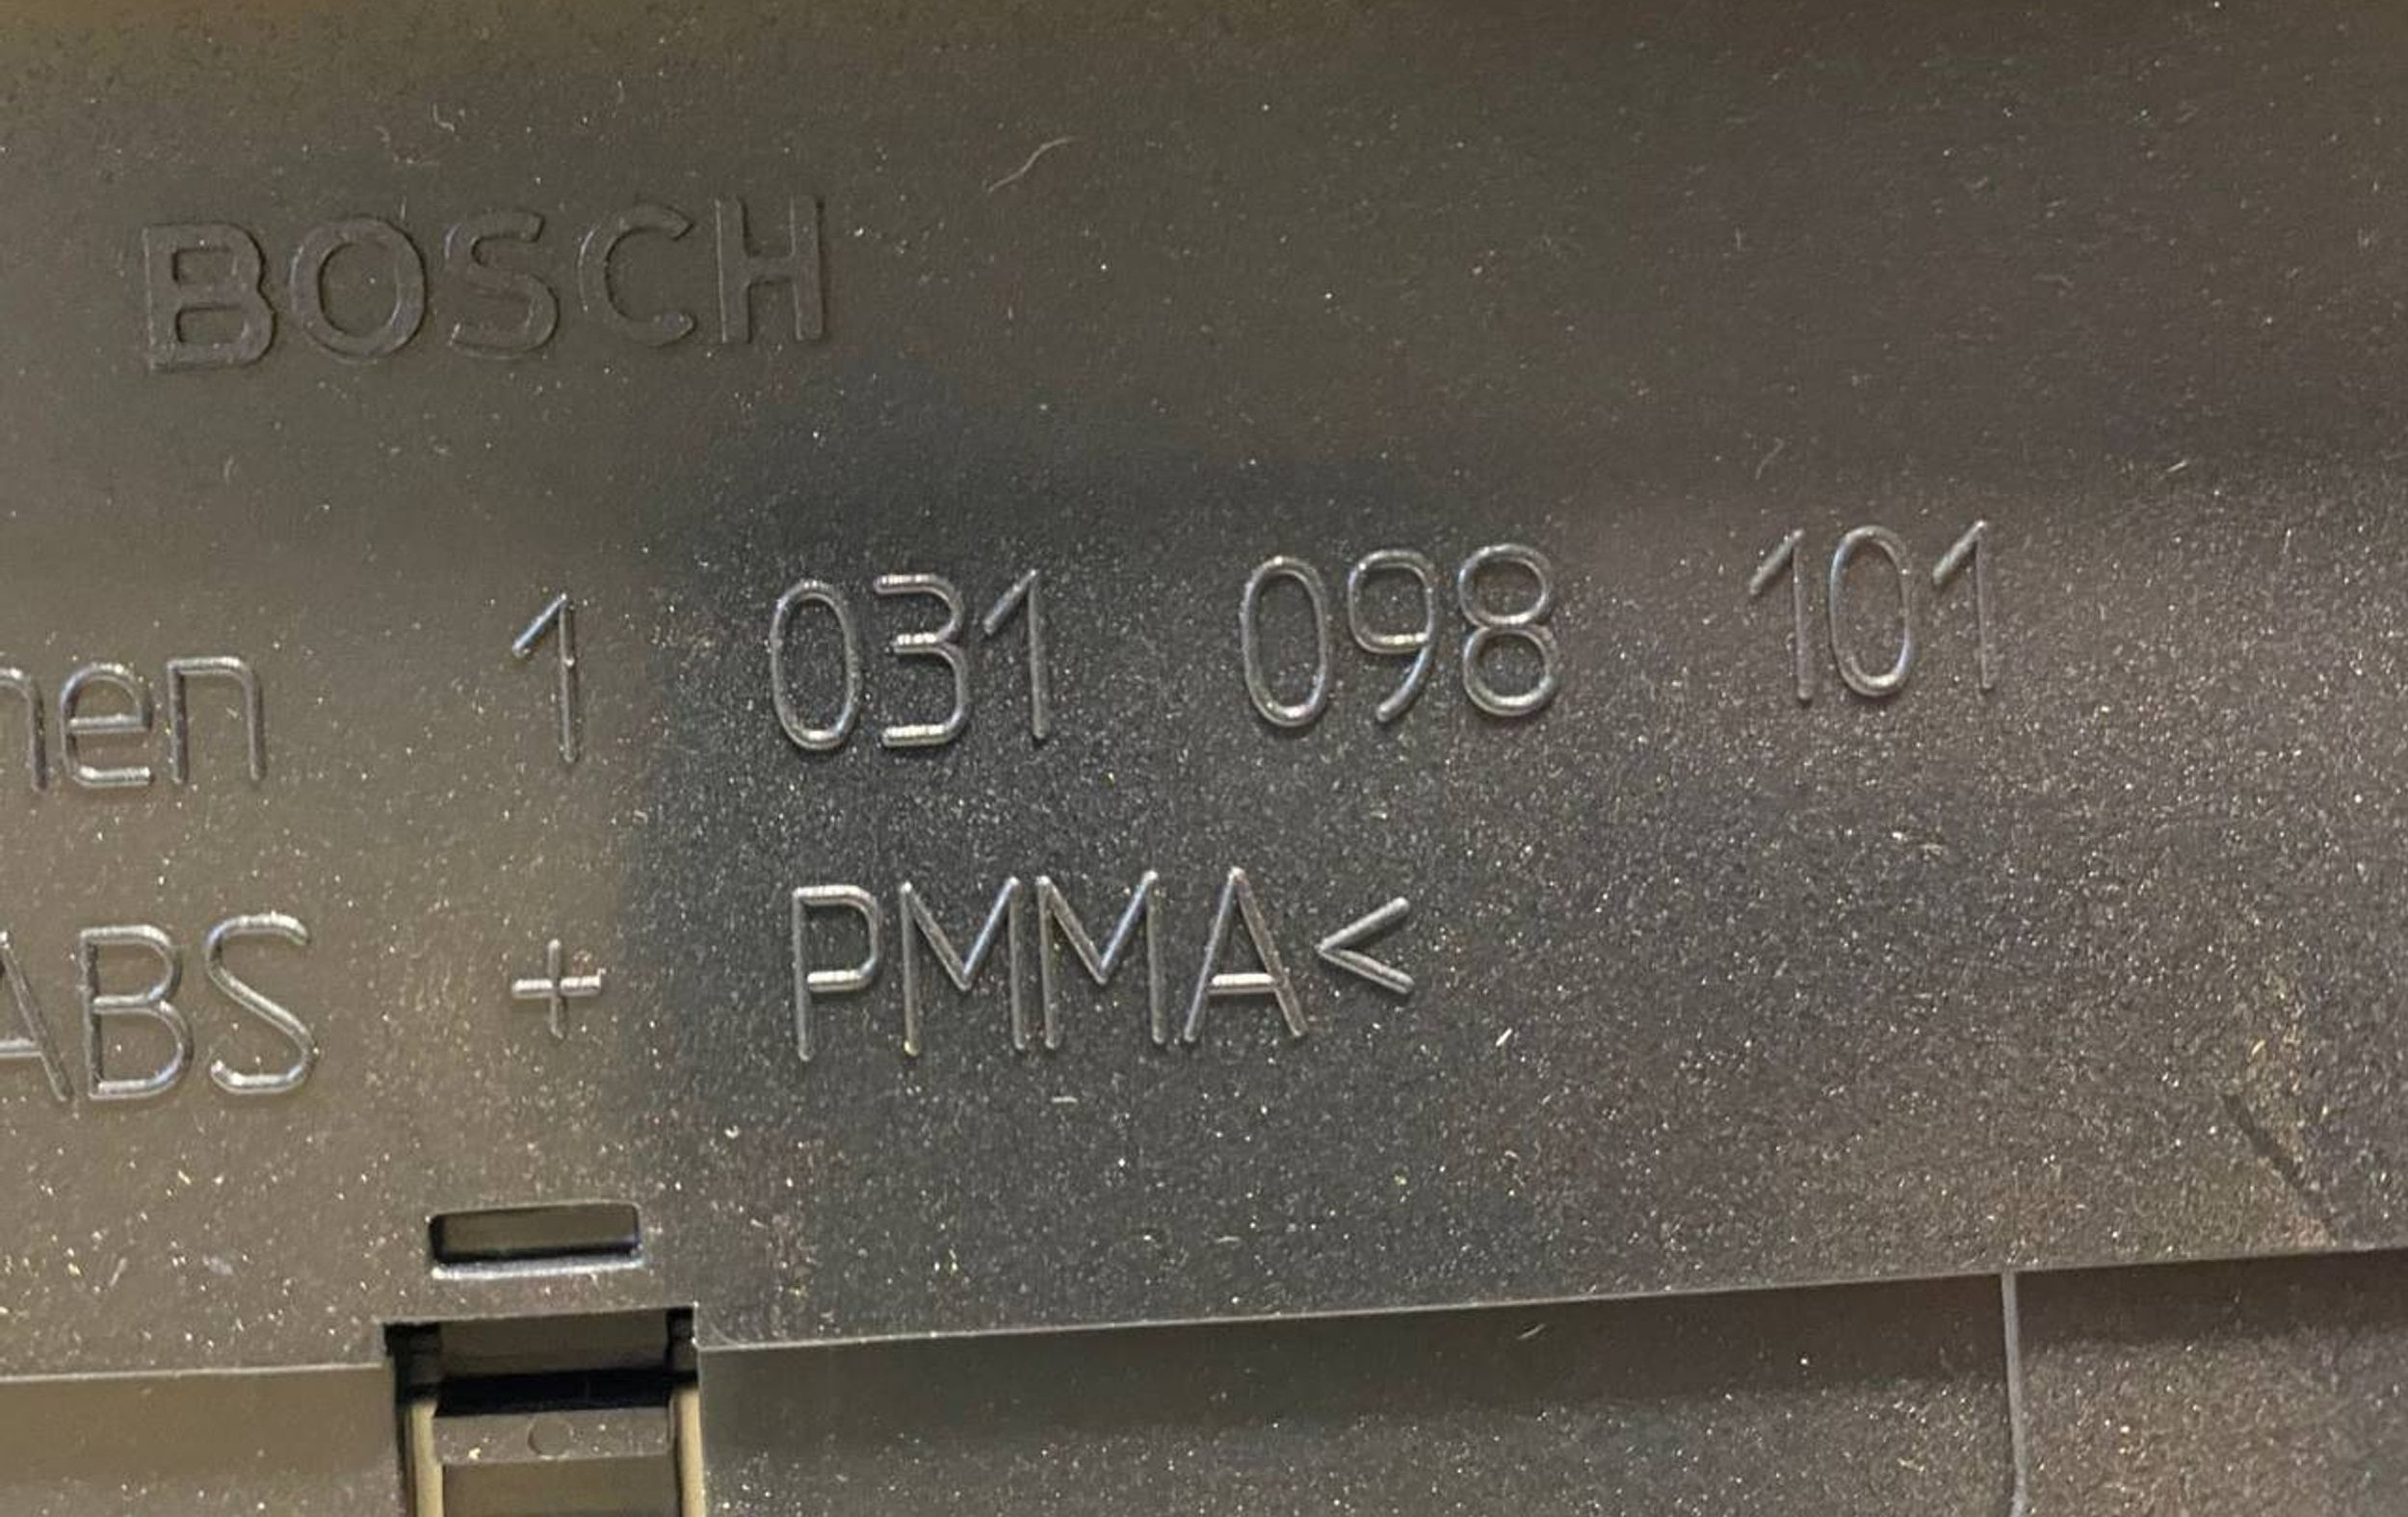 BOSCH
nen 1 031 098 101
ABS + PMMA<